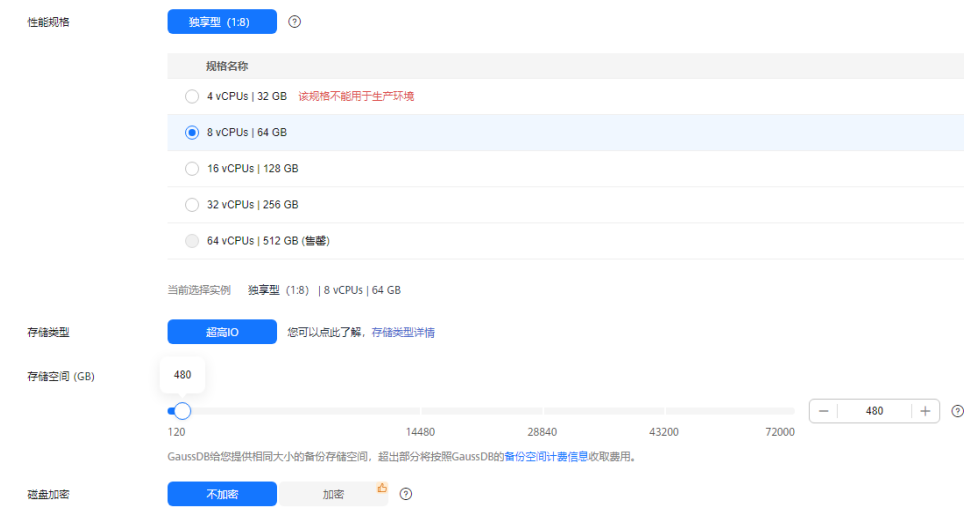 性能规格 独享型 (1:8) ?
规格名称
4 vCPUs | 32 GB 该规格不能用于生产环境
8 vCPUs | 64 GB
16 vCPUs | 128 GB
32 vCPUs | 256 GB
64 vCPUs | 512 GB (售罄)
当前选择实例 独享型 (1:8) | 8 vCPUs | 64 GB
存储类型 超高IO 您可以点此了解，存储类型详情
存储空间 (GB) 480
− 480 + ?
120 14480 28840 43200 72000
GaussDB给您提供相同大小的备份存储空间，超出部分将按照GaussDB的备份空间计费信息收取费用。
磁盘加密 不加密 加密 ?